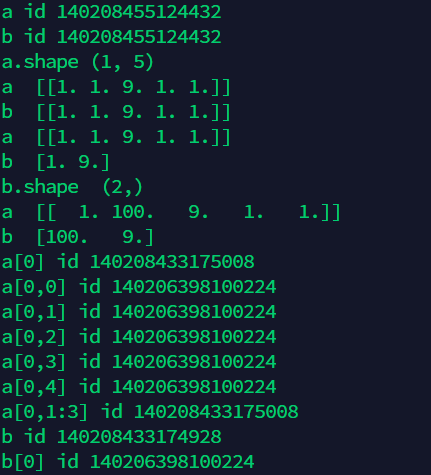 a id 140208455124432
b id 140208455124432
a.shape (1, 5)
a  [[1. 1. 9. 1. 1.]]
b  [[1. 1. 9. 1. 1.]]
a  [[1. 1. 9. 1. 1.]]
b  [1. 9.]
b.shape  (2,)
a  [[  1. 100.   9.   1.   1.]]
b  [100.   9.]
a[0] id 140208433175008
a[0,0] id 140206398100224
a[0,1] id 140206398100224
a[0,2] id 140206398100224
a[0,3] id 140206398100224
a[0,4] id 140206398100224
a[0,1:3] id 140208433175008
b id 140208433174928
b[0] id 140206398100224